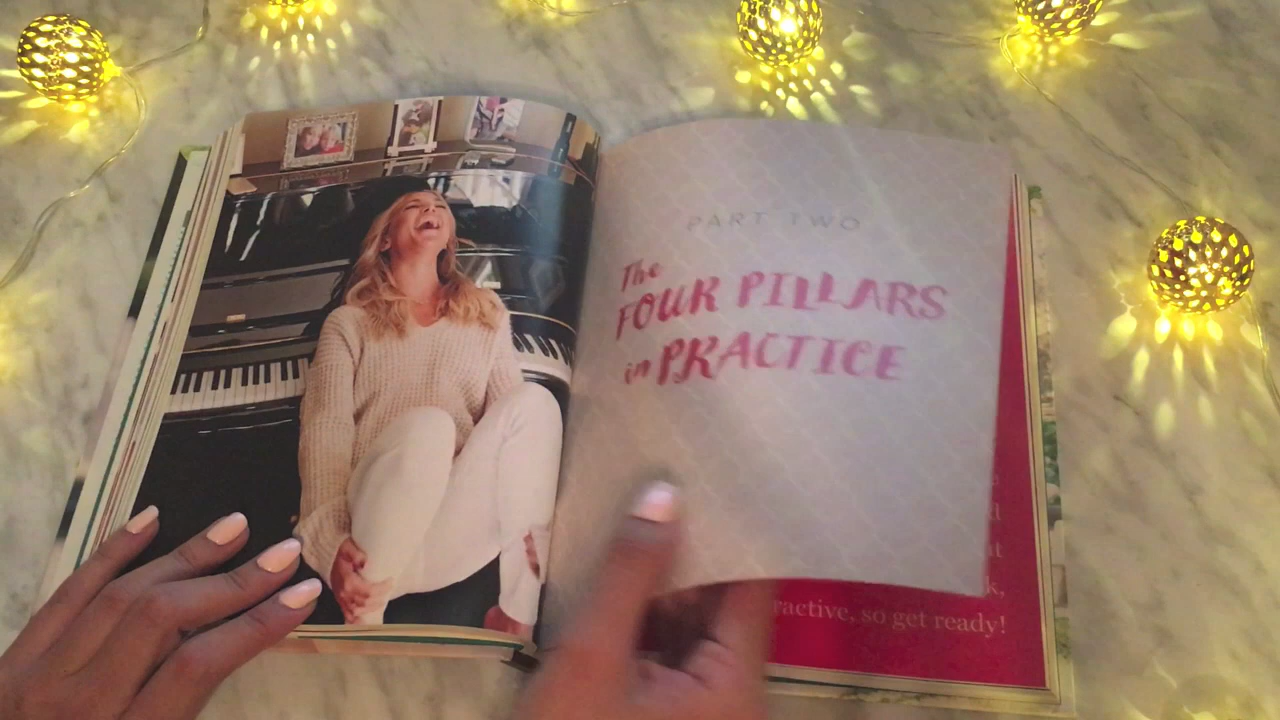 PART TWO
The
FOUR PILLARS
in PRACTICE
ractive, so get ready!